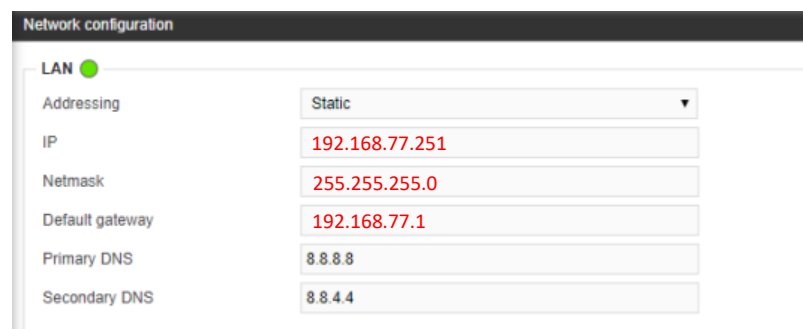 Network configuration
LAN
Addressing Static
IP 192.168.77.251
Netmask 255.255.255.0
Default gateway 192.168.77.1
Primary DNS 8.8.8.8
Secondary DNS 8.8.4.4